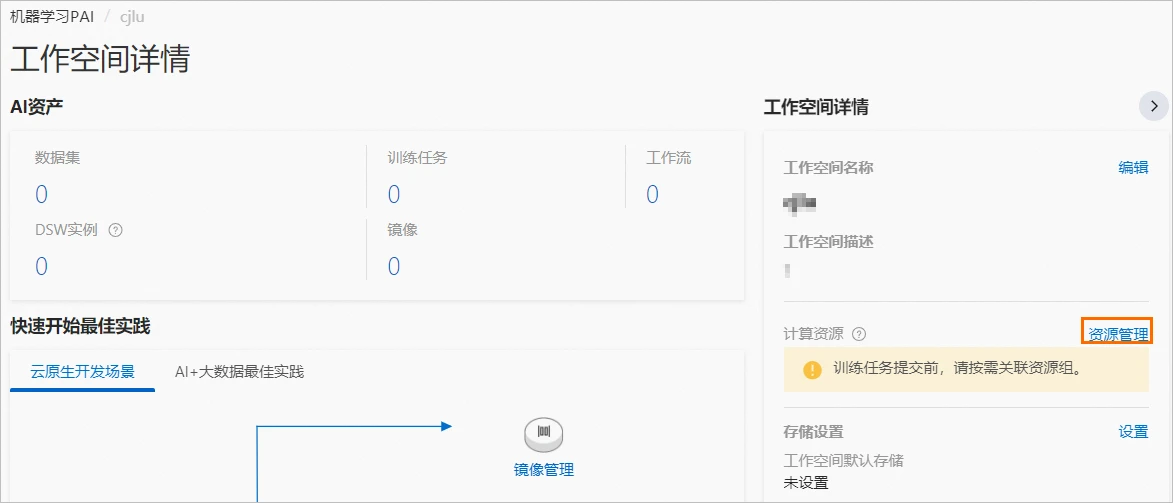 机器学习PAI / cjlu
工作空间详情
AI资产
数据集
0
训练任务
0
工作流
0
DSW实例 ?
0
镜像
0
快速开始最佳实践
云原生开发场景
AI+大数据最佳实践
镜像管理
工作空间详情
工作空间名称 编辑
工作空间描述
计算资源 ? 资源管理
! 训练任务提交前，请按需关联资源组。
存储设置 设置
工作空间默认存储
未设置